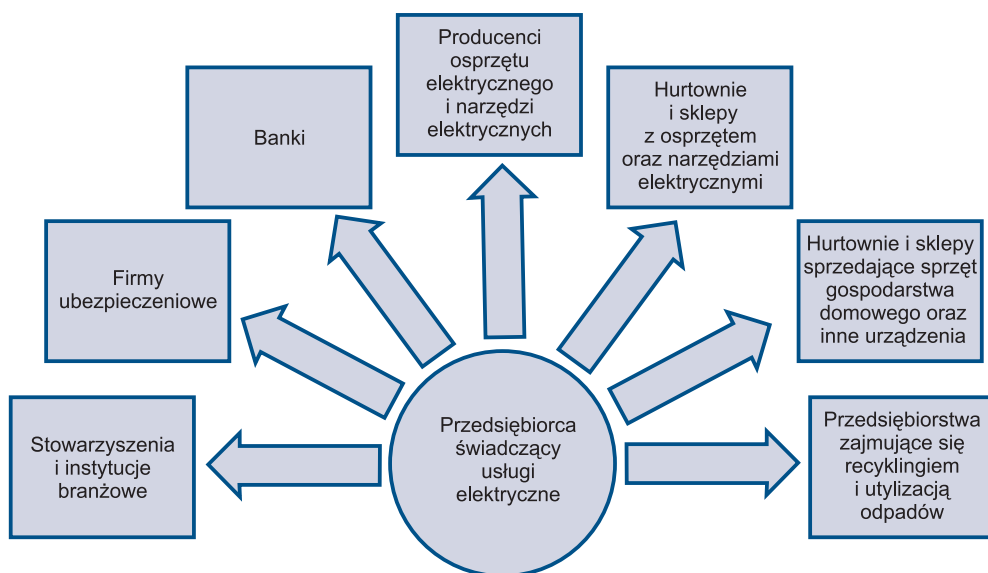 Producenci
osprzętu
elektrycznego
i narzędzi
elektrycznych
Banki
Hurtownie
i sklepy
z osprzętem
oraz narzędziami
elektrycznymi
Firmy
ubezpieczeniowe
Hurtownie i sklepy
sprzedające sprzęt
gospodarstwa
domowego oraz
inne urządzenia
Stowarzyszenia
i instytucje
branżowe
Przedsiębiorca
świadczący
usługi
elektryczne
Przedsiębiorstwa
zajmujące się
recyklingiem
i utylizacją
odpadów